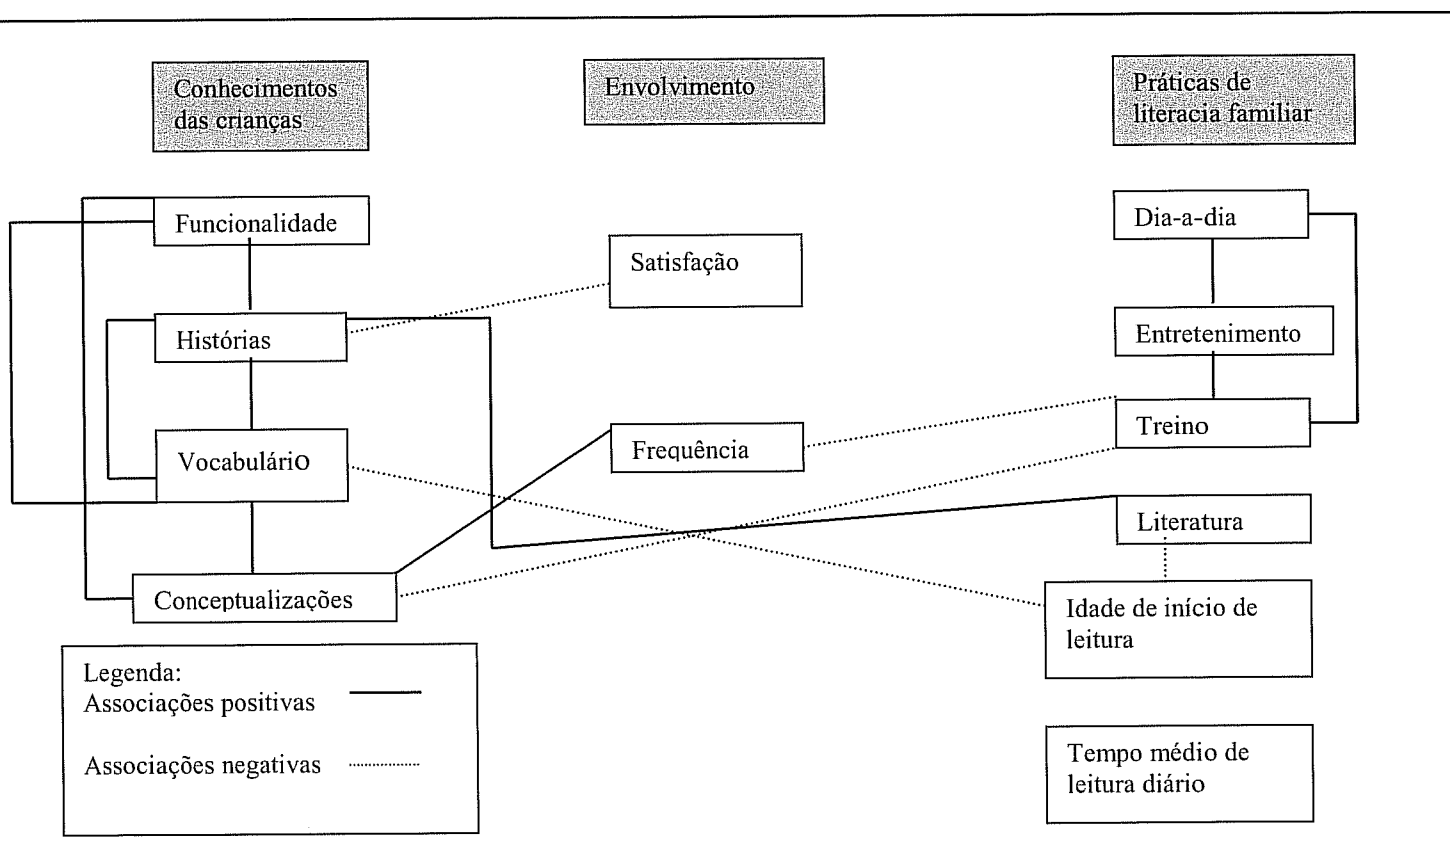 Conhecimentos
das crianças
Envolvimento
Práticas de
literacia familiar
Funcionalidade
Satisfação
Dia-a-dia
Histórias
Entretenimento
Vocabulário
Frequência
Treino
Literatura
Conceptualizações
Idade de início de
leitura
Legenda:
Associações positivas
Associações negativas
Tempo médio de
leitura diário